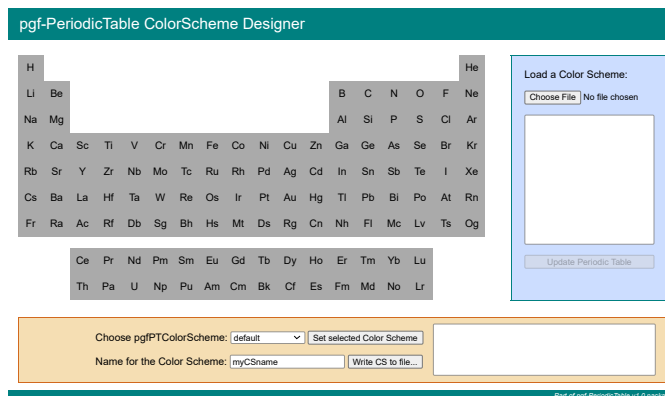 pgf-PeriodicTable ColorScheme Designer
H He
Li Be B C N O F Ne
Na Mg Al Si P S Cl Ar
K Ca Sc Ti V Cr Mn Fe Co Ni Cu Zn Ga Ge As Se Br Kr
Rb Sr Y Zr Nb Mo Tc Ru Rh Pd Ag Cd In Sn Sb Te I Xe
Cs Ba La Hf Ta W Re Os Ir Pt Au Hg Tl Pb Bi Po At Rn
Fr Ra Ac Rf Db Sg Bh Hs Mt Ds Rg Cn Nh Fl Mc Lv Ts Og
Ce Pr Nd Pm Sm Eu Gd Tb Dy Ho Er Tm Yb Lu
Th Pa U Np Pu Am Cm Bk Cf Es Fm Md No Lr
Load a Color Scheme:
Choose File No file chosen
Update Periodic Table
Choose pgfPTColorScheme: default Set selected Color Scheme
Name for the Color Scheme: myCSname Write CS to file...
Part of pgf-PeriodicTable v1.0